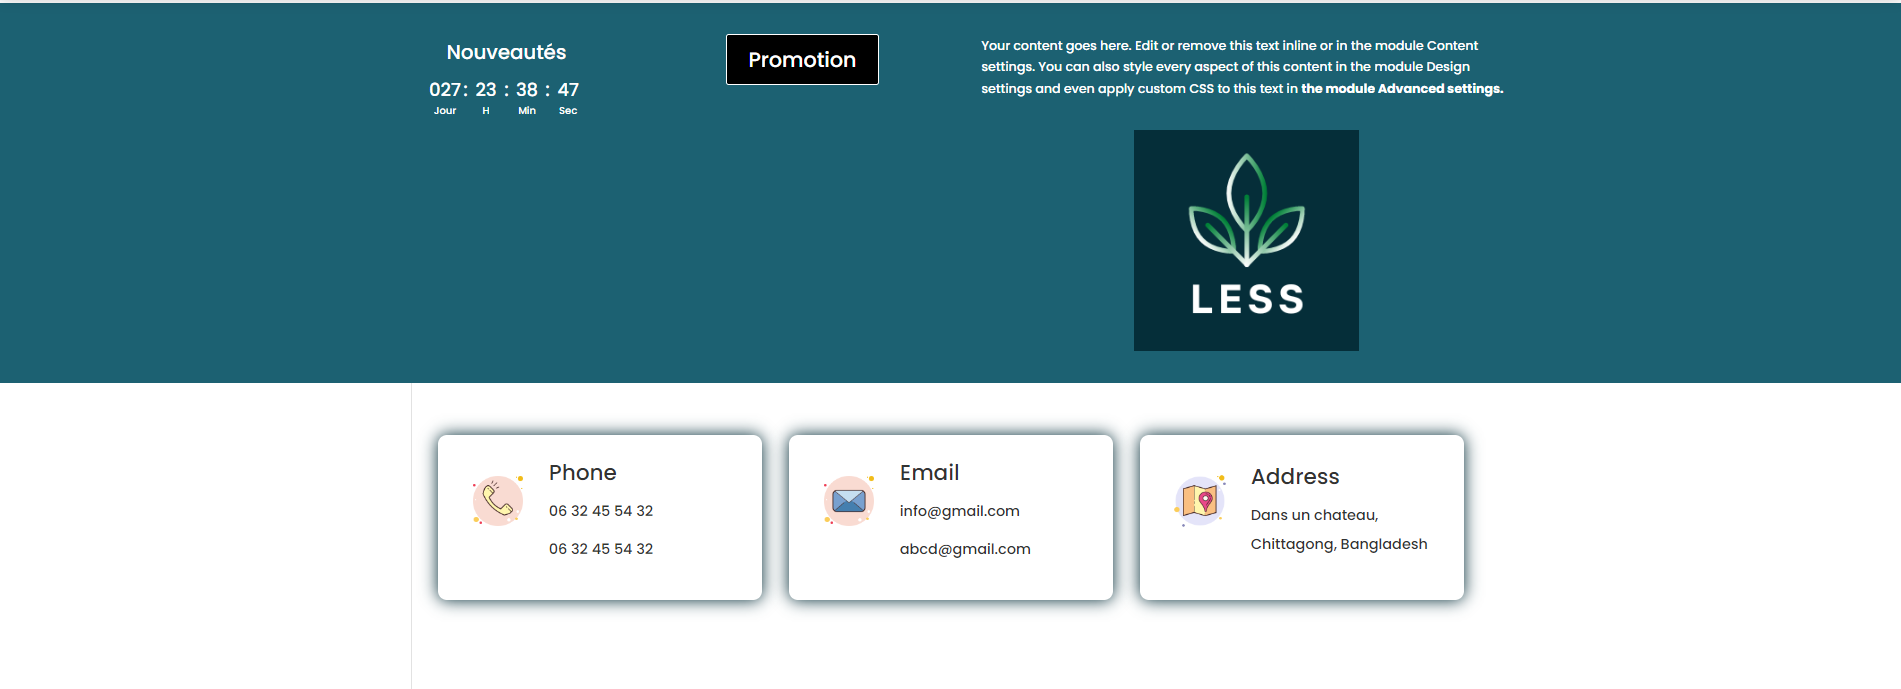 Nouveautés
027 : 23 : 38 : 47
Jour H Min Sec
Promotion
Your content goes here. Edit or remove this text inline or in the module Content
settings. You can also style every aspect of this content in the module Design
settings and even apply custom CSS to this text in the module Advanced settings.
LESS
Phone
06 32 45 54 32
06 32 45 54 32
Email
info@gmail.com
abcd@gmail.com
Address
Dans un chateau,
Chittagong, Bangladesh